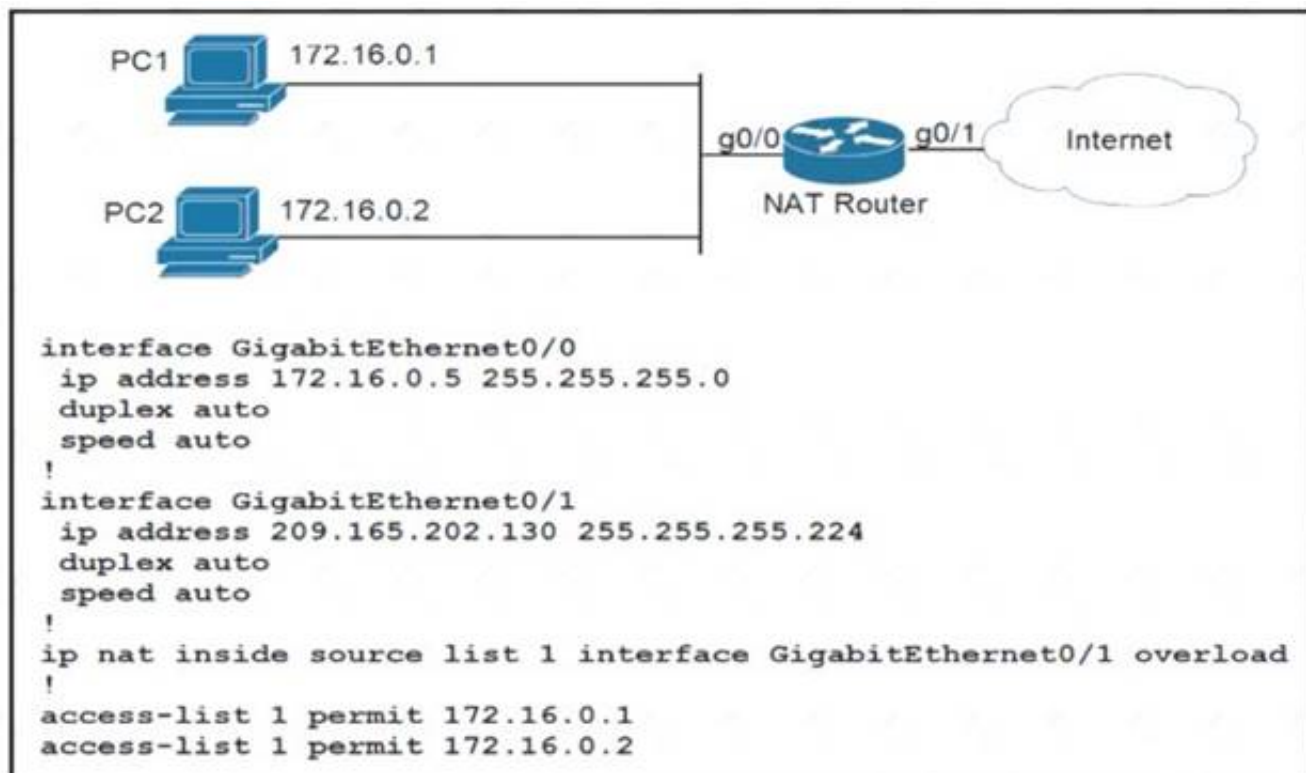 PC1
172.16.0.1
g0/0
g0/1
Internet
PC2
172.16.0.2
NAT Router
interface GigabitEthernet0/0
ip address 172.16.0.5 255.255.255.0
duplex auto
speed auto
!
interface GigabitEthernet0/1
ip address 209.165.202.130 255.255.255.224
duplex auto
speed auto
!
ip nat inside source list 1 interface GigabitEthernet0/1 overload
!
access-list 1 permit 172.16.0.1
access-list 1 permit 172.16.0.2